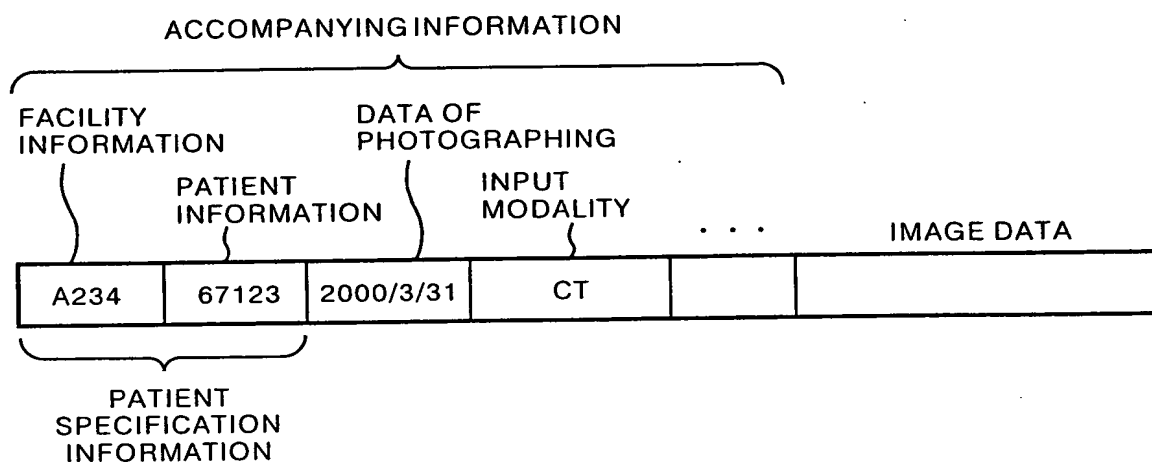 ACCOMPANYING INFORMATION
FACILITY
INFORMATION
DATA OF
PHOTOGRAPHING
PATIENT
INFORMATION
INPUT
MODALITY
. . .
IMAGE DATA
A234
67123
2000/3/31
CT
PATIENT
SPECIFICATION
INFORMATION